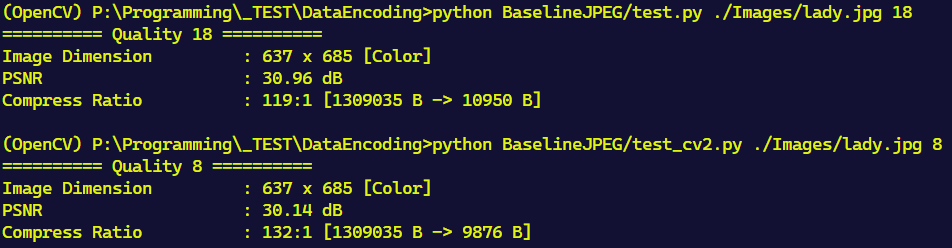 (OpenCV) P:\Programming\_TEST\DataEncoding>python BaselineJPEG/test.py ./Images/lady.jpg 18
========== Quality 18 ==========
Image Dimension         : 637 x 685 [Color]
PSNR                    : 30.96 dB
Compress Ratio          : 119:1 [1309035 B -> 10950 B]
(OpenCV) P:\Programming\_TEST\DataEncoding>python BaselineJPEG/test_cv2.py ./Images/lady.jpg 8
========== Quality 8 ==========
Image Dimension         : 637 x 685 [Color]
PSNR                    : 30.14 dB
Compress Ratio          : 132:1 [1309035 B -> 9876 B]